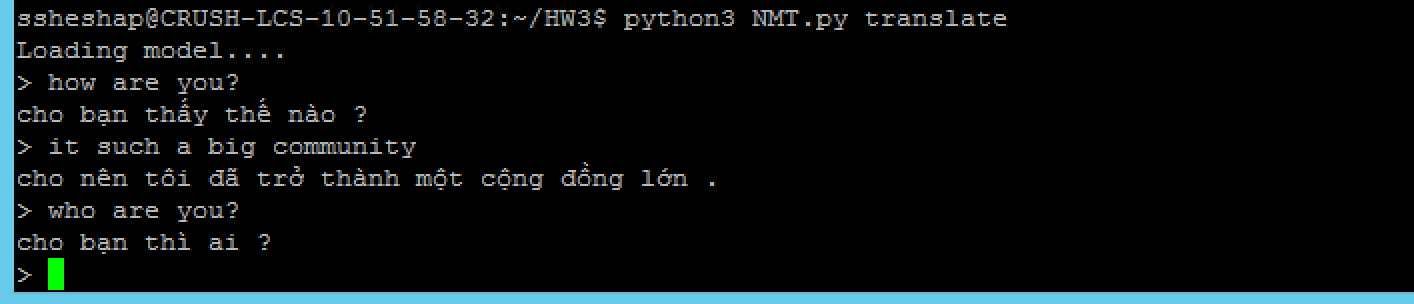 ssheshap@CRUSH-LCS-10-51-58-32:~/HW3$ python3 NMT.py translate
Loading model....
> how are you?
cho bạn thấy thế nào ?
> it such a big community
cho nên tôi đã trở thành một cộng đồng lớn .
> who are you?
cho bạn thì ai ?
>